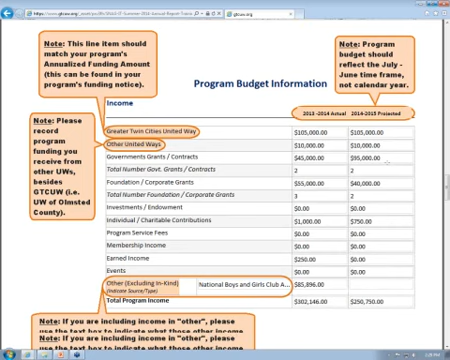 www.gtcuw.org
gtcuw.org
Note: This line item should
match your program's
Annualized Funding Amount
(this can be found in your
program's funding notice).
Note: Program
budget should
reflect the July -
June time frame,
not calendar year.
Program Budget Information
Income
2013 -2014 Actual
2014-2015 Projected
Note: Please
record
program
funding you
receive from
other UWs,
besides
GTCUW (i.e.
UW of Olmsted
County).
Greater Twin Cities United Way $105,000.00 $105,000.00
Other United Ways $10,000.00 $10,000.00
Governments Grants / Contracts $45,000.00 $95,000.00
Total Number Govt. Grants / Contracts 2 2
Foundation / Corporate Grants $55,000.00 $40,000.00
Total Number Foundation / Corporate Grants 3 2
Investments / Endowment $0.00 $0.00
Individual / Charitable Contributions $1,000.00 $750.00
Program Service Fees $0.00 $0.00
Membership Income $0.00 $0.00
Earned Income $250.00 $0.00
Events $0.00 $0.00
Other (Excluding In-Kind) National Boys and Girls Club A... $85,896.00
(Indicate Source/Type)
Total Program Income $302,146.00 $250,750.00
Note: If you are including income in "other", please
use the text box to indicate what those other income
Note: If you are including income in "other", please
use the text box to indicate what those other income